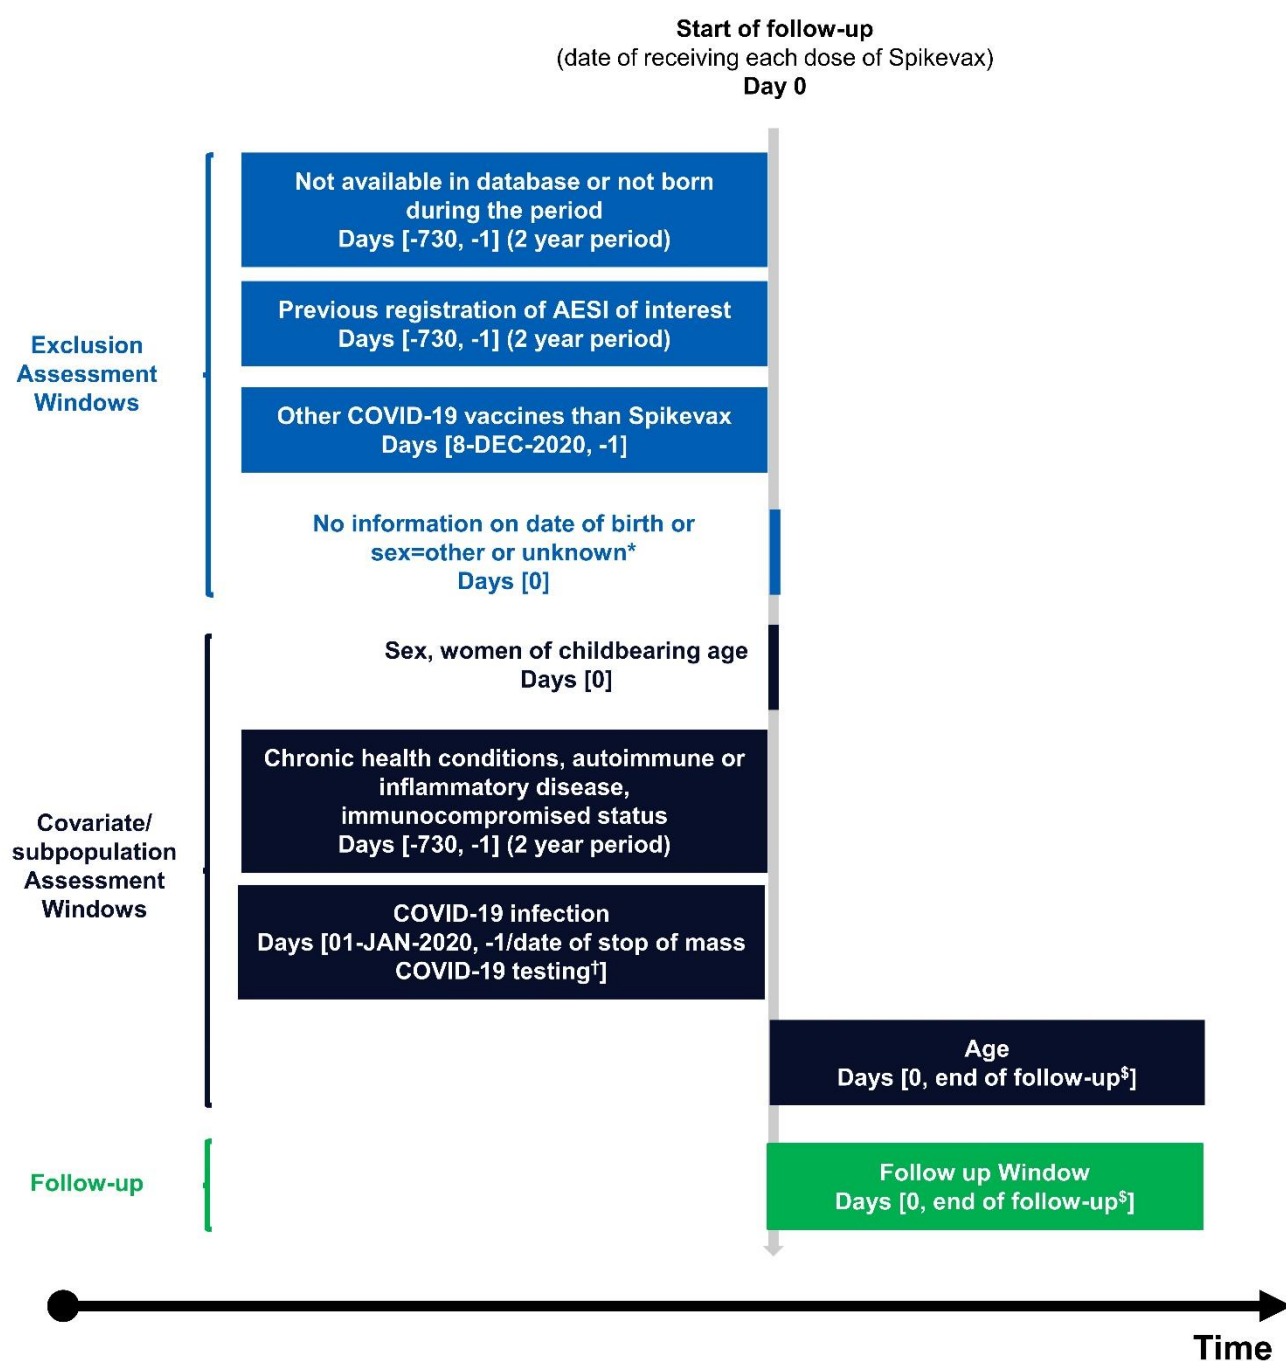 Start of follow-up
(date of receiving each dose of Spikevax)
Day 0
Exclusion
Assessment
Windows
Not available in database or not born
during the period
Days [-730, -1] (2 year period)
Previous registration of AESI of interest
Days [-730, -1] (2 year period)
Other COVID-19 vaccines than Spikevax
Days [8-DEC-2020, -1]
No information on date of birth or
sex=other or unknown*
Days [0]
Covariate/
subpopulation
Assessment
Windows
Sex, women of childbearing age
Days [0]
Chronic health conditions, autoimmune or
inflammatory disease,
immunocompromised status
Days [-730, -1] (2 year period)
COVID-19 infection
Days [01-JAN-2020, -1/date of stop of mass
COVID-19 testing†]
Age
Days [0, end of follow-up$]
Follow-up
Follow up Window
Days [0, end of follow-up$]
Time